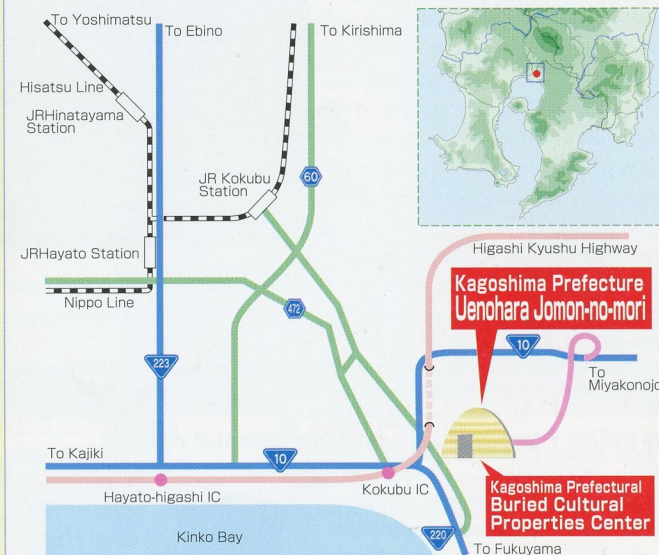 To Yoshimatsu
To Ebino
To Kirishima
Hisatsu Line
JRHinatayama
Station
JR Kokubu
Station
60
JRHayato Station
Higashi Kyushu Highway
Nippo Line
Kagoshima Prefecture
Uenohara Jomon-no-mori
472
10
223
To
Miyakonojo
To Kajiki
10
Kokubu IC
Hayato-higashi IC
Kagoshima Prefectural
Buried Cultural
Properties Center
Kinko Bay
220
To Fukuyama